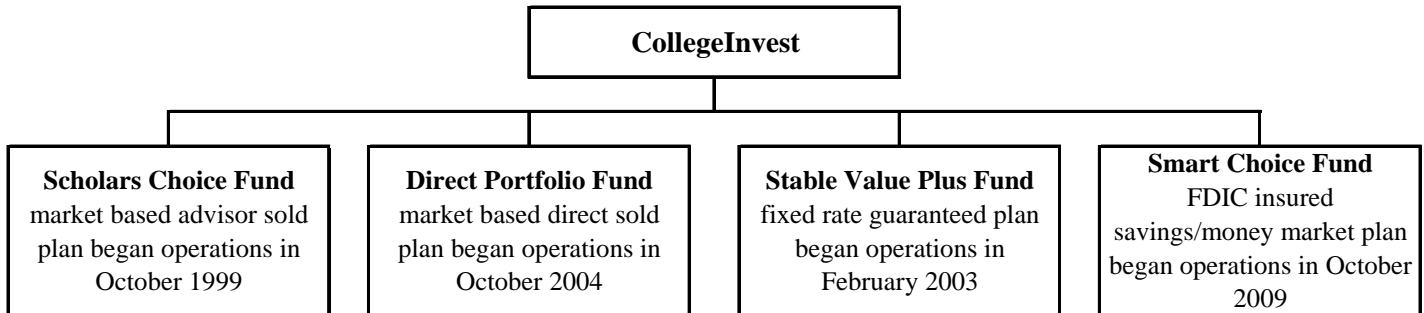 CollegeInvest
Scholars Choice Fund
market based advisor sold
plan began operations in
October 1999
Direct Portfolio Fund
market based direct sold
plan began operations in
October 2004
Stable Value Plus Fund
fixed rate guaranteed plan
began operations in
February 2003
Smart Choice Fund
FDIC insured
savings/money market plan
began operations in October
2009